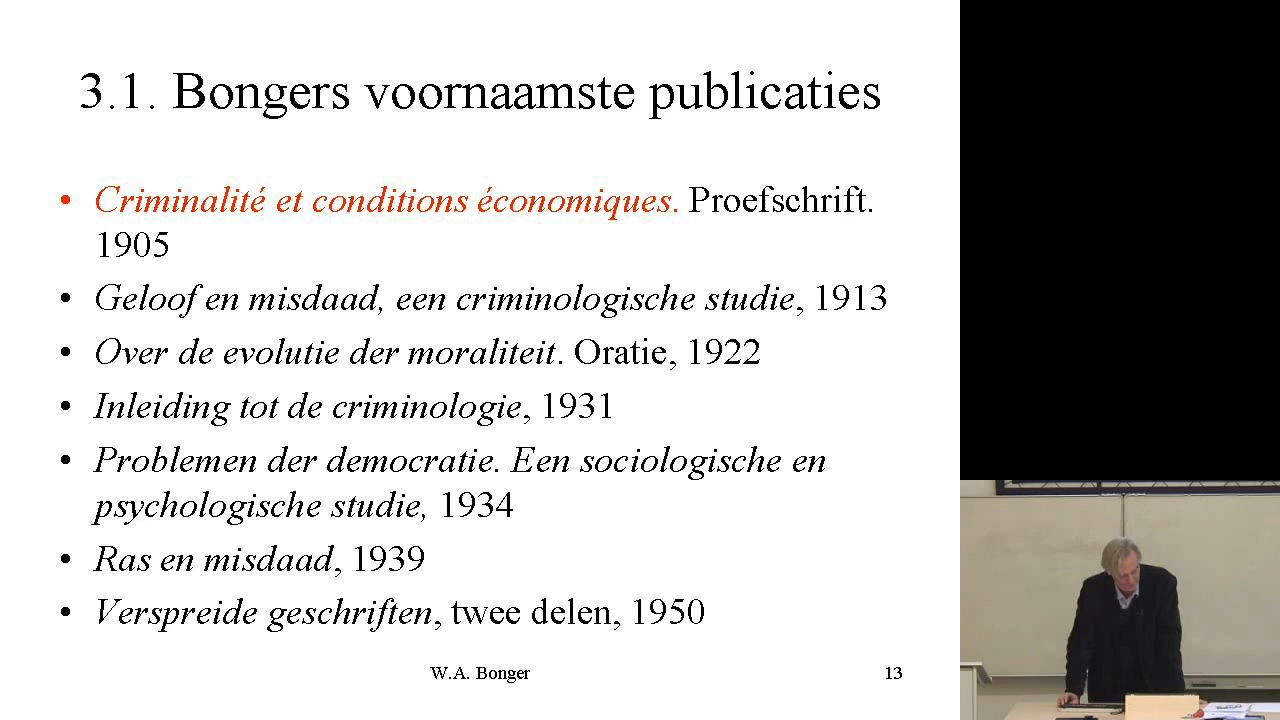 3.1. Bongers voornaamste publicaties
• Criminalité et conditions économiques. Proefschrift.
1905
• Geloof en misdaad, een criminologische studie, 1913
• Over de evolutie der moraliteit. Oratie, 1922
• Inleiding tot de criminologie, 1931
• Problemen der democratie. Een sociologische en
psychologische studie, 1934
• Ras en misdaad, 1939
• Verspreide geschriften, twee delen, 1950
W.A. Bonger
13